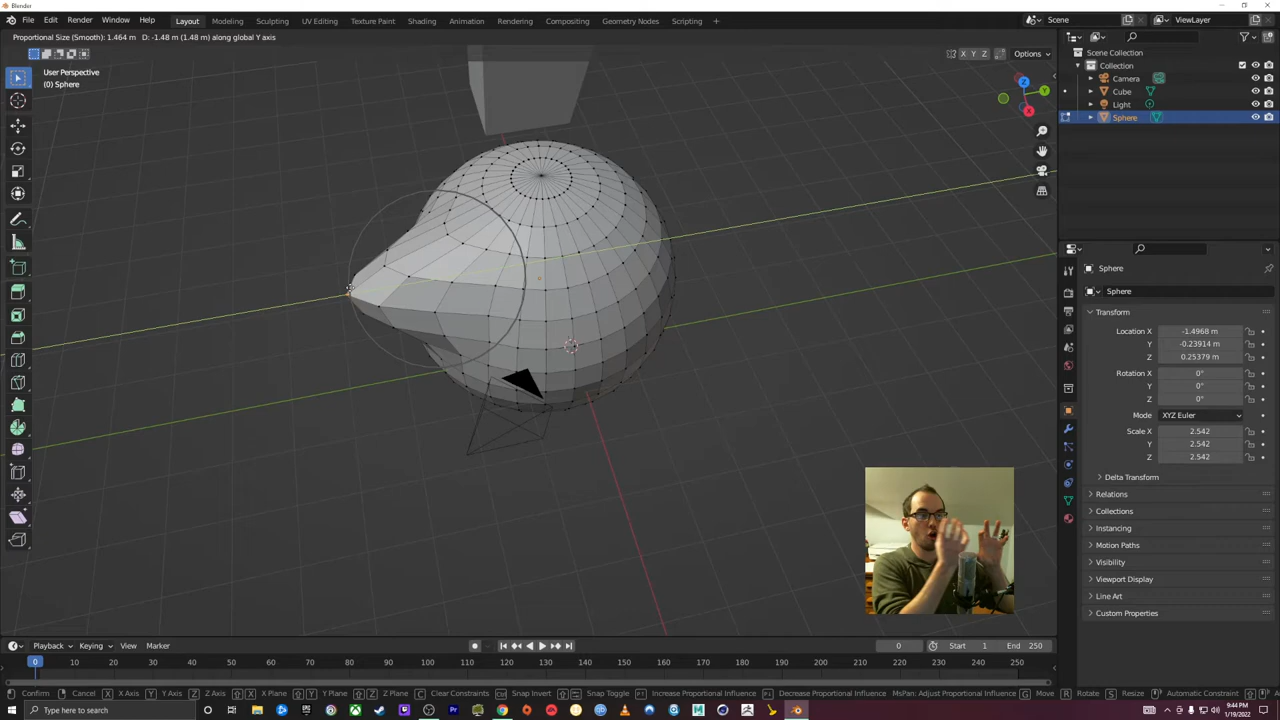 Blender
File Edit Render Window Help Layout Modeling Sculpting UV Editing Texture Paint Shading Animation Rendering Compositing Geometry Nodes Scripting + Scene ViewLayer
Proportional Size (Smooth): 1.464 m D: -1.48 m (1.48 m) along global Y axis
X Y Z Options
User Perspective
(0) Sphere
Z
Y
X
Scene Collection
Collection
Camera
Cube
Light
Sphere
Sphere
Sphere
Transform
Location X -1.4968 m
Y -0.23914 m
Z 0.25379 m
Rotation X 0°
Y 0°
Z 0°
Mode XYZ Euler
Scale X 2.542
Y 2.542
Z 2.542
Delta Transform
Relations
Collections
Instancing
Motion Paths
Visibility
Viewport Display
Line Art
Custom Properties
Playback Keying View Marker 0 Start 1 End 250
0 10 20 30 40 50 60 70 80 90 100 110 120 130 140 150 160 170 180 190 200 210 220 230 240 250
Confirm Cancel X X Axis Y Y Axis Z Z Axis X X Plane Y Y Plane Z Z Plane C Clear Constraints Snap Invert Snap Toggle Increase Proportional Influence Decrease Proportional Influence MsPan: Adjust Proportional Influence G Move R Rotate S Resize Automatic Constraint
Type here to search
9:44 PM
1/19/2022